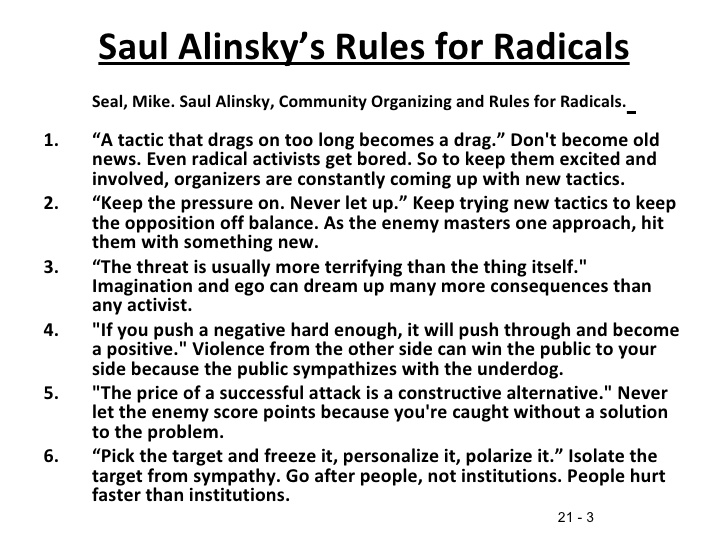 Saul Alinsky’s Rules for Radicals
Seal, Mike. Saul Alinsky, Community Organizing and Rules for Radicals.
1. “A tactic that drags on too long becomes a drag.” Don't become old
news. Even radical activists get bored. So to keep them excited and
involved, organizers are constantly coming up with new tactics.
2. “Keep the pressure on. Never let up.” Keep trying new tactics to keep
the opposition off balance. As the enemy masters one approach, hit
them with something new.
3. “The threat is usually more terrifying than the thing itself."
Imagination and ego can dream up many more consequences than
any activist.
4. "If you push a negative hard enough, it will push through and become
a positive." Violence from the other side can win the public to your
side because the public sympathizes with the underdog.
5. "The price of a successful attack is a constructive alternative." Never
let the enemy score points because you're caught without a solution
to the problem.
6. “Pick the target and freeze it, personalize it, polarize it.” Isolate the
target from sympathy. Go after people, not institutions. People hurt
faster than institutions.
21 - 3